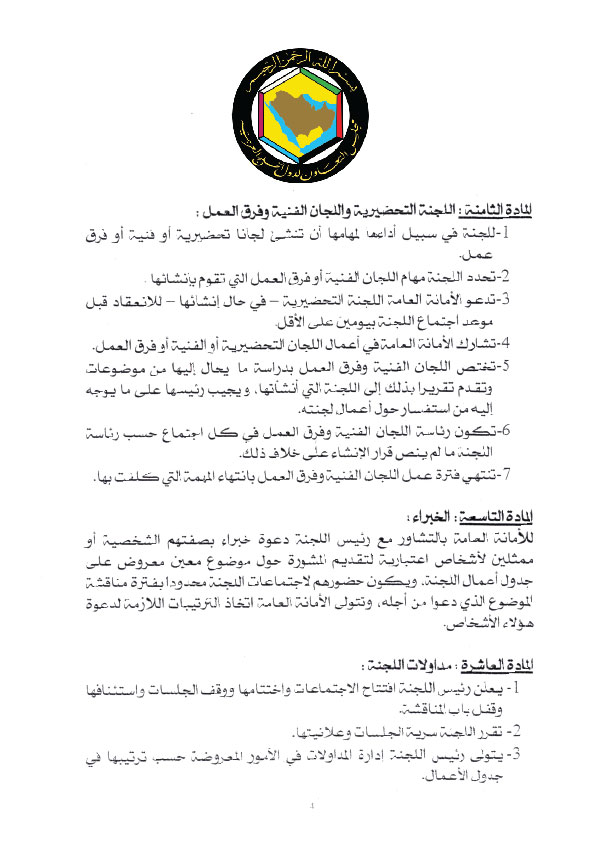 بسم الله الرحمن الرحيم
مجلس التعاون لدول الخليج العربية
المادة الثامنة : اللجنة التحضيرية واللجان الفنية وفرق العمل :
1-للجنة في سبيل أداءها لمهامها أن تنشئ لجانا تحضيرية أو فنية أو فرق
عمل.
2-تحدد اللجنة مهام اللجان الفنية أو فرق العمل التي تقوم بإنشائها .
3-تدعو الأمانة العامة اللجنة التحضيرية – في حال إنشائها – للانعقاد قبل
موعد اجتماع اللجنة بيومين على الأقل.
4-تشارك الأمانة العامة في أعمال اللجان التحضيرية أو الفنية أو فرق العمل.
5-تختص اللجان الفنية وفرق العمل بدراسة ما يحال إليها من موضوعات
وتقدم تقريرا بذلك إلى اللجنة التي أنشأتها، ويجيب رئيسها على ما يوجه
إليه من استفسار حول أعمال لجنته.
6-تكون رئاسة اللجان الفنية وفرق العمل في كل اجتماع حسب رئاسة
اللجنة ما لم ينص قرار الإنشاء على خلاف ذلك.
7-تنتهي فترة عمل اللجان الفنية وفرق العمل بانتهاء المهمة التي كلفت بها.
المادة التاسعة : الخبراء :
للأمانة العامة بالتشاور مع رئيس اللجنة دعوة خبراء بصفتهم الشخصية أو
ممثلين لأشخاص اعتبارية لتقديم المشورة حول موضوع معين معروض على
جدول أعمال اللجنة، ويكون حضورهم لاجتماعات اللجنة محدودا بفترة مناقشة
الموضوع الذي دعوا من أجله، وتتولى الأمانة العامة اتخاذ الترتيبات اللازمة لدعوة
هؤلاء الأشخاص.
المادة العاشرة : مداولات اللجنة :
1- يعلن رئيس اللجنة افتتاح الاجتماعات واختتامها ووقف الجلسات واستئنافها
وقفل باب المناقشة.
2- تقرر اللجنة سرية الجلسات وعلانيتها.
3- يتولى رئيس اللجنة إدارة المداولات في الأمور المعروضة حسب ترتيبها في
جدول الأعمال.